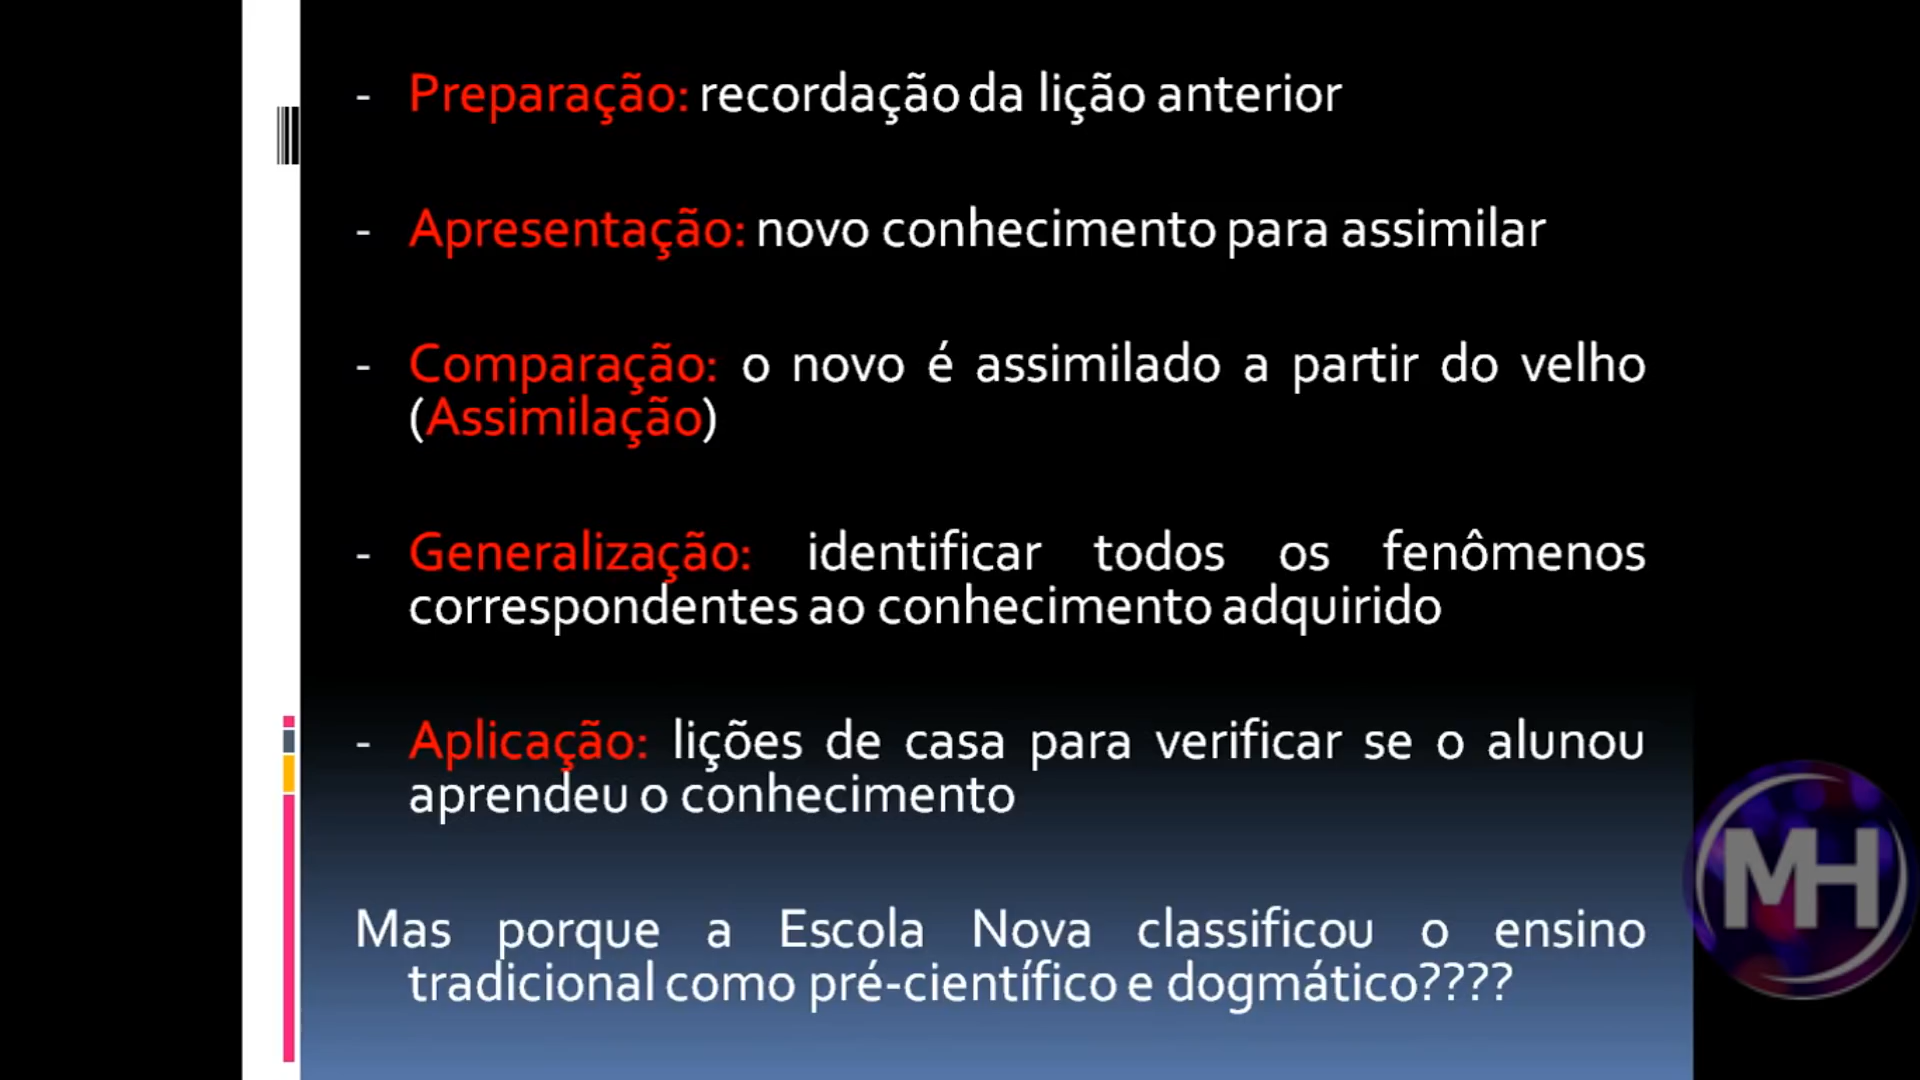 - Preparação: recordação da lição anterior
- Apresentação: novo conhecimento para assimilar
- Comparação: o novo é assimilado a partir do velho
(Assimilação)
- Generalização: identificar todos os fenômenos
correspondentes ao conhecimento adquirido
- Aplicação: lições de casa para verificar se o alunou
aprendeu o conhecimento
Mas porque a Escola Nova classificou o ensino
tradicional como pré-científico e dogmático????
MH